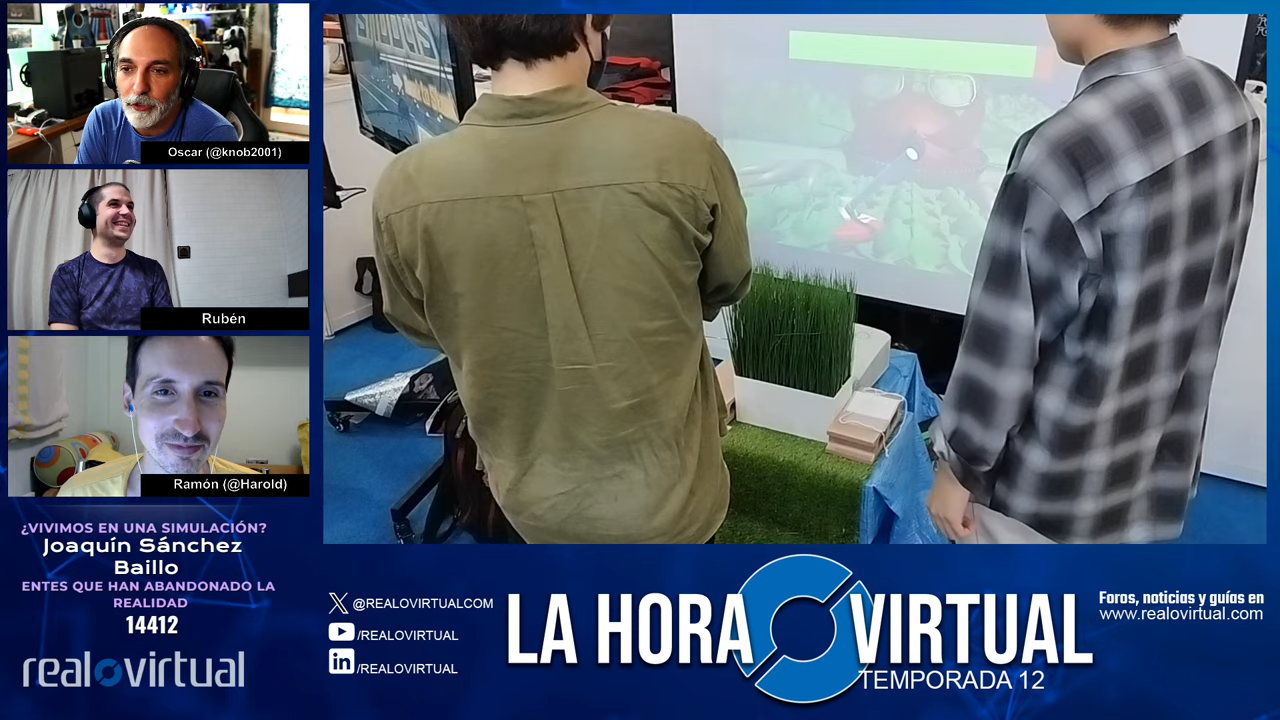 Oscar (@knob2001)
Rubén
Ramón (@Harold)
¿VIVIMOS EN UNA SIMULACIÓN?
Joaquín Sánchez
Baillo
ENTES QUE HAN ABANDONADO LA
REALIDAD
14412
realovirtual
@REALOVIRTUALCOM
/REALOVIRTUAL
/REALOVIRTUAL
LA HORA VIRTUAL
TEMPORADA 12
Foros, noticias y guías en
www.realovirtual.com